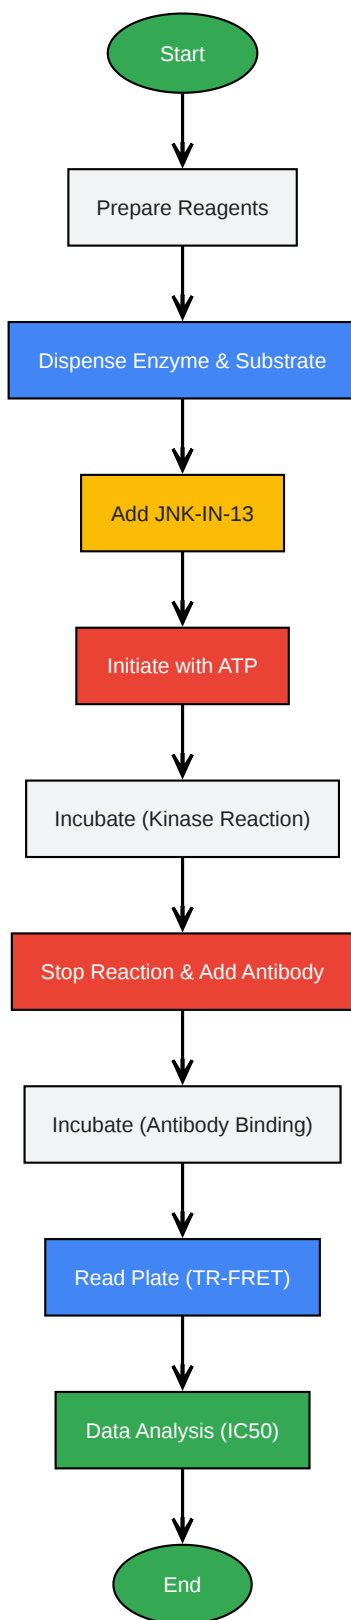 Start
Prepare Reagents
Dispense Enzyme & Substrate
Add JNK-IN-13
Initiate with ATP
Incubate (Kinase Reaction)
Stop Reaction & Add Antibody
Incubate (Antibody Binding)
Read Plate (TR-FRET)
Data Analysis (IC50)
End